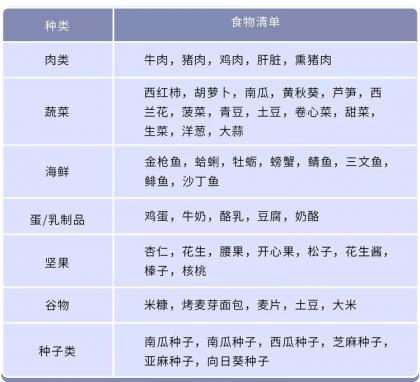 种类
食物清单
肉类
牛肉，猪肉，鸡肉，肝脏，熏猪肉
蔬菜
西红柿，胡萝卜，南瓜，黄秋葵，芦笋，西
兰花，菠菜，青豆，土豆，卷心菜，甜菜，
生菜，洋葱，大蒜
海鲜
金枪鱼，蛤蜊，牡蛎，螃蟹，鲭鱼，三文鱼，
鲱鱼，沙丁鱼
蛋/乳制品
鸡蛋，牛奶，酪乳，豆腐，奶酪
坚果
杏仁，花生，腰果，开心果，松子，花生酱，
榛子，核桃
谷物
米糠，烤麦芽面包，麦片，土豆，大米
种子类
南瓜种子，南瓜种子，西瓜种子，芝麻种子，
亚麻种子，向日葵种子